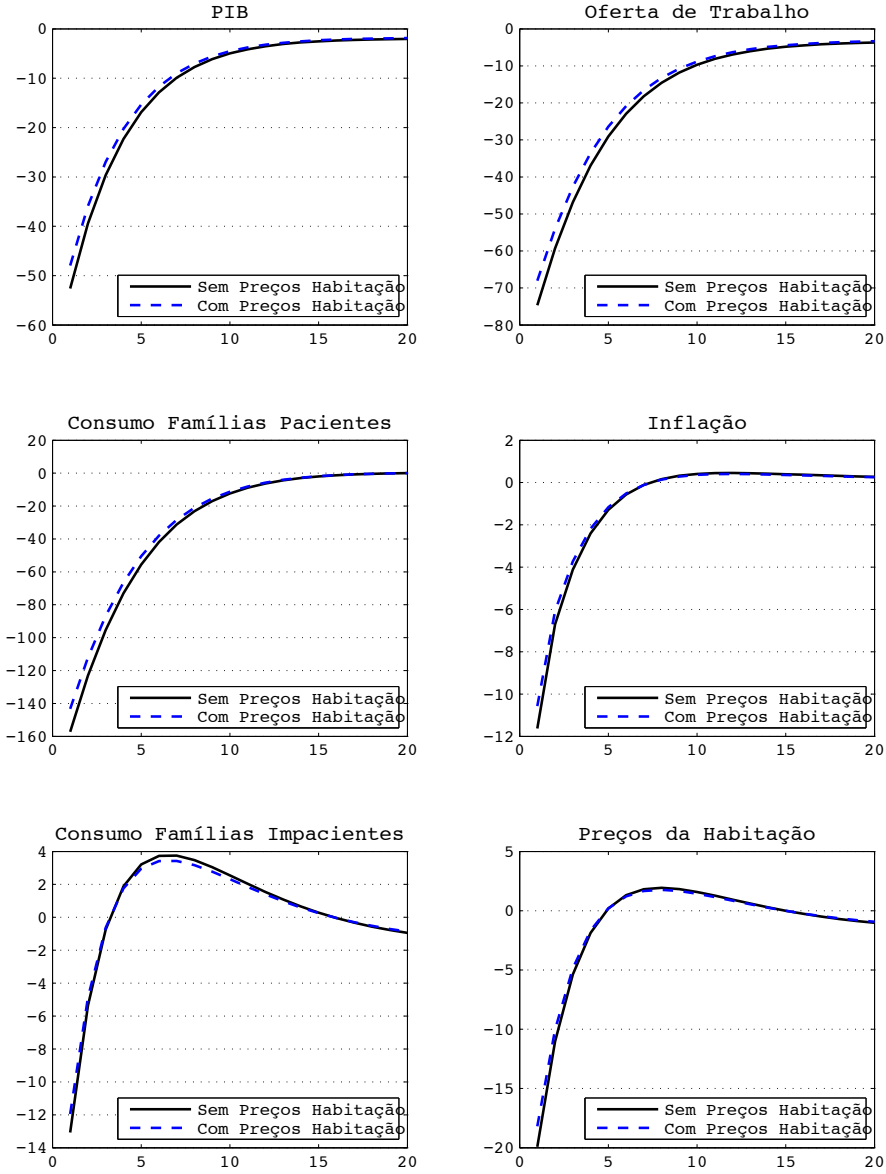 PIB
0
−10
−20
−30
−40
−50
−60
Sem Preços Habitação
Com Preços Habitação
0 5 10 15 20
Oferta de Trabalho
0
−10
−20
−30
−40
−50
−60
−70
−80
Sem Preços Habitação
Com Preços Habitação
0 5 10 15 20
Consumo Famílias Pacientes
20
0
−20
−40
−60
−80
−100
−120
−140
−160
Sem Preços Habitação
Com Preços Habitação
0 5 10 15 20
Inflação
2
0
−2
−4
−6
−8
−10
−12
Sem Preços Habitação
Com Preços Habitação
0 5 10 15 20
Consumo Famílias Impacientes
4
2
0
−2
−4
−6
−8
−10
−12
−14
Sem Preços Habitação
Com Preços Habitação
0 5 10 15 20
Preços da Habitação
5
0
−5
−10
−15
−20
Sem Preços Habitação
Com Preços Habitação
0 5 10 15 20